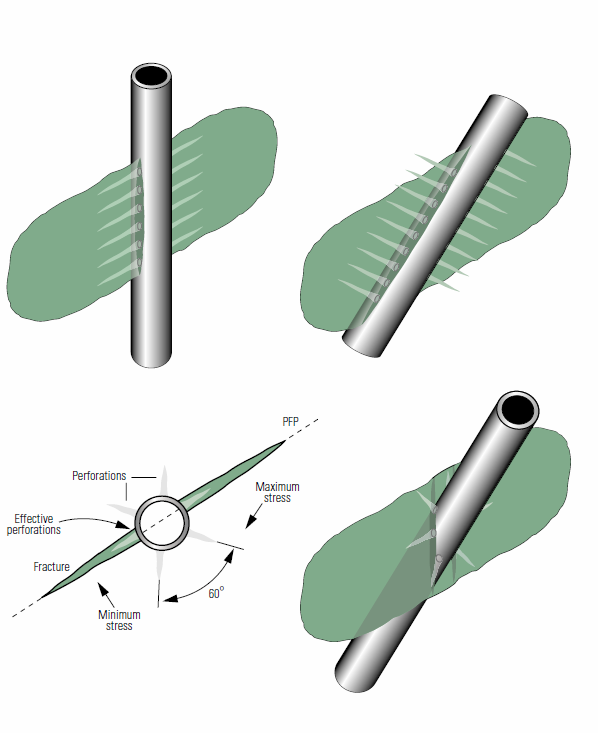 PFP
Perforations
Maximum
stress
Effective
perforations
Fracture
60°
Minimum
stress